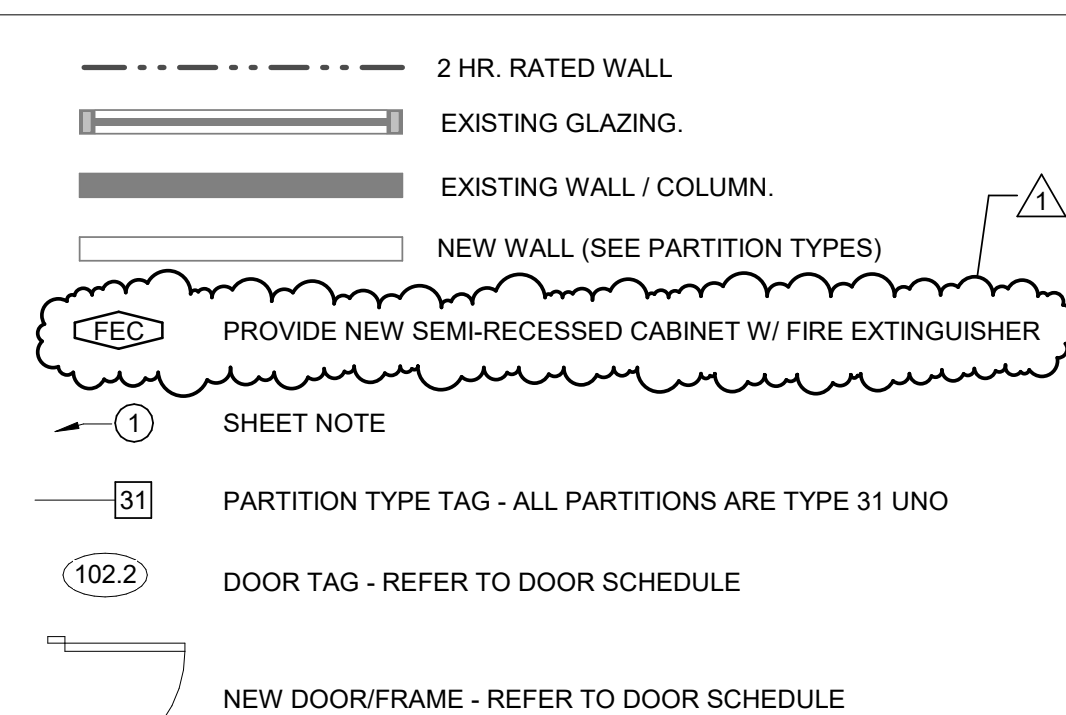 2 HR. RATED WALL
EXISTING GLAZING.
EXISTING WALL / COLUMN.
1
NEW WALL (SEE PARTITION TYPES)
FEC PROVIDE NEW SEMI-RECESSED CABINET W/ FIRE EXTINGUISHER
1 SHEET NOTE
31 PARTITION TYPE TAG - ALL PARTITIONS ARE TYPE 31 UNO
102.2 DOOR TAG - REFER TO DOOR SCHEDULE
NEW DOOR/FRAME - REFER TO DOOR SCHEDULE